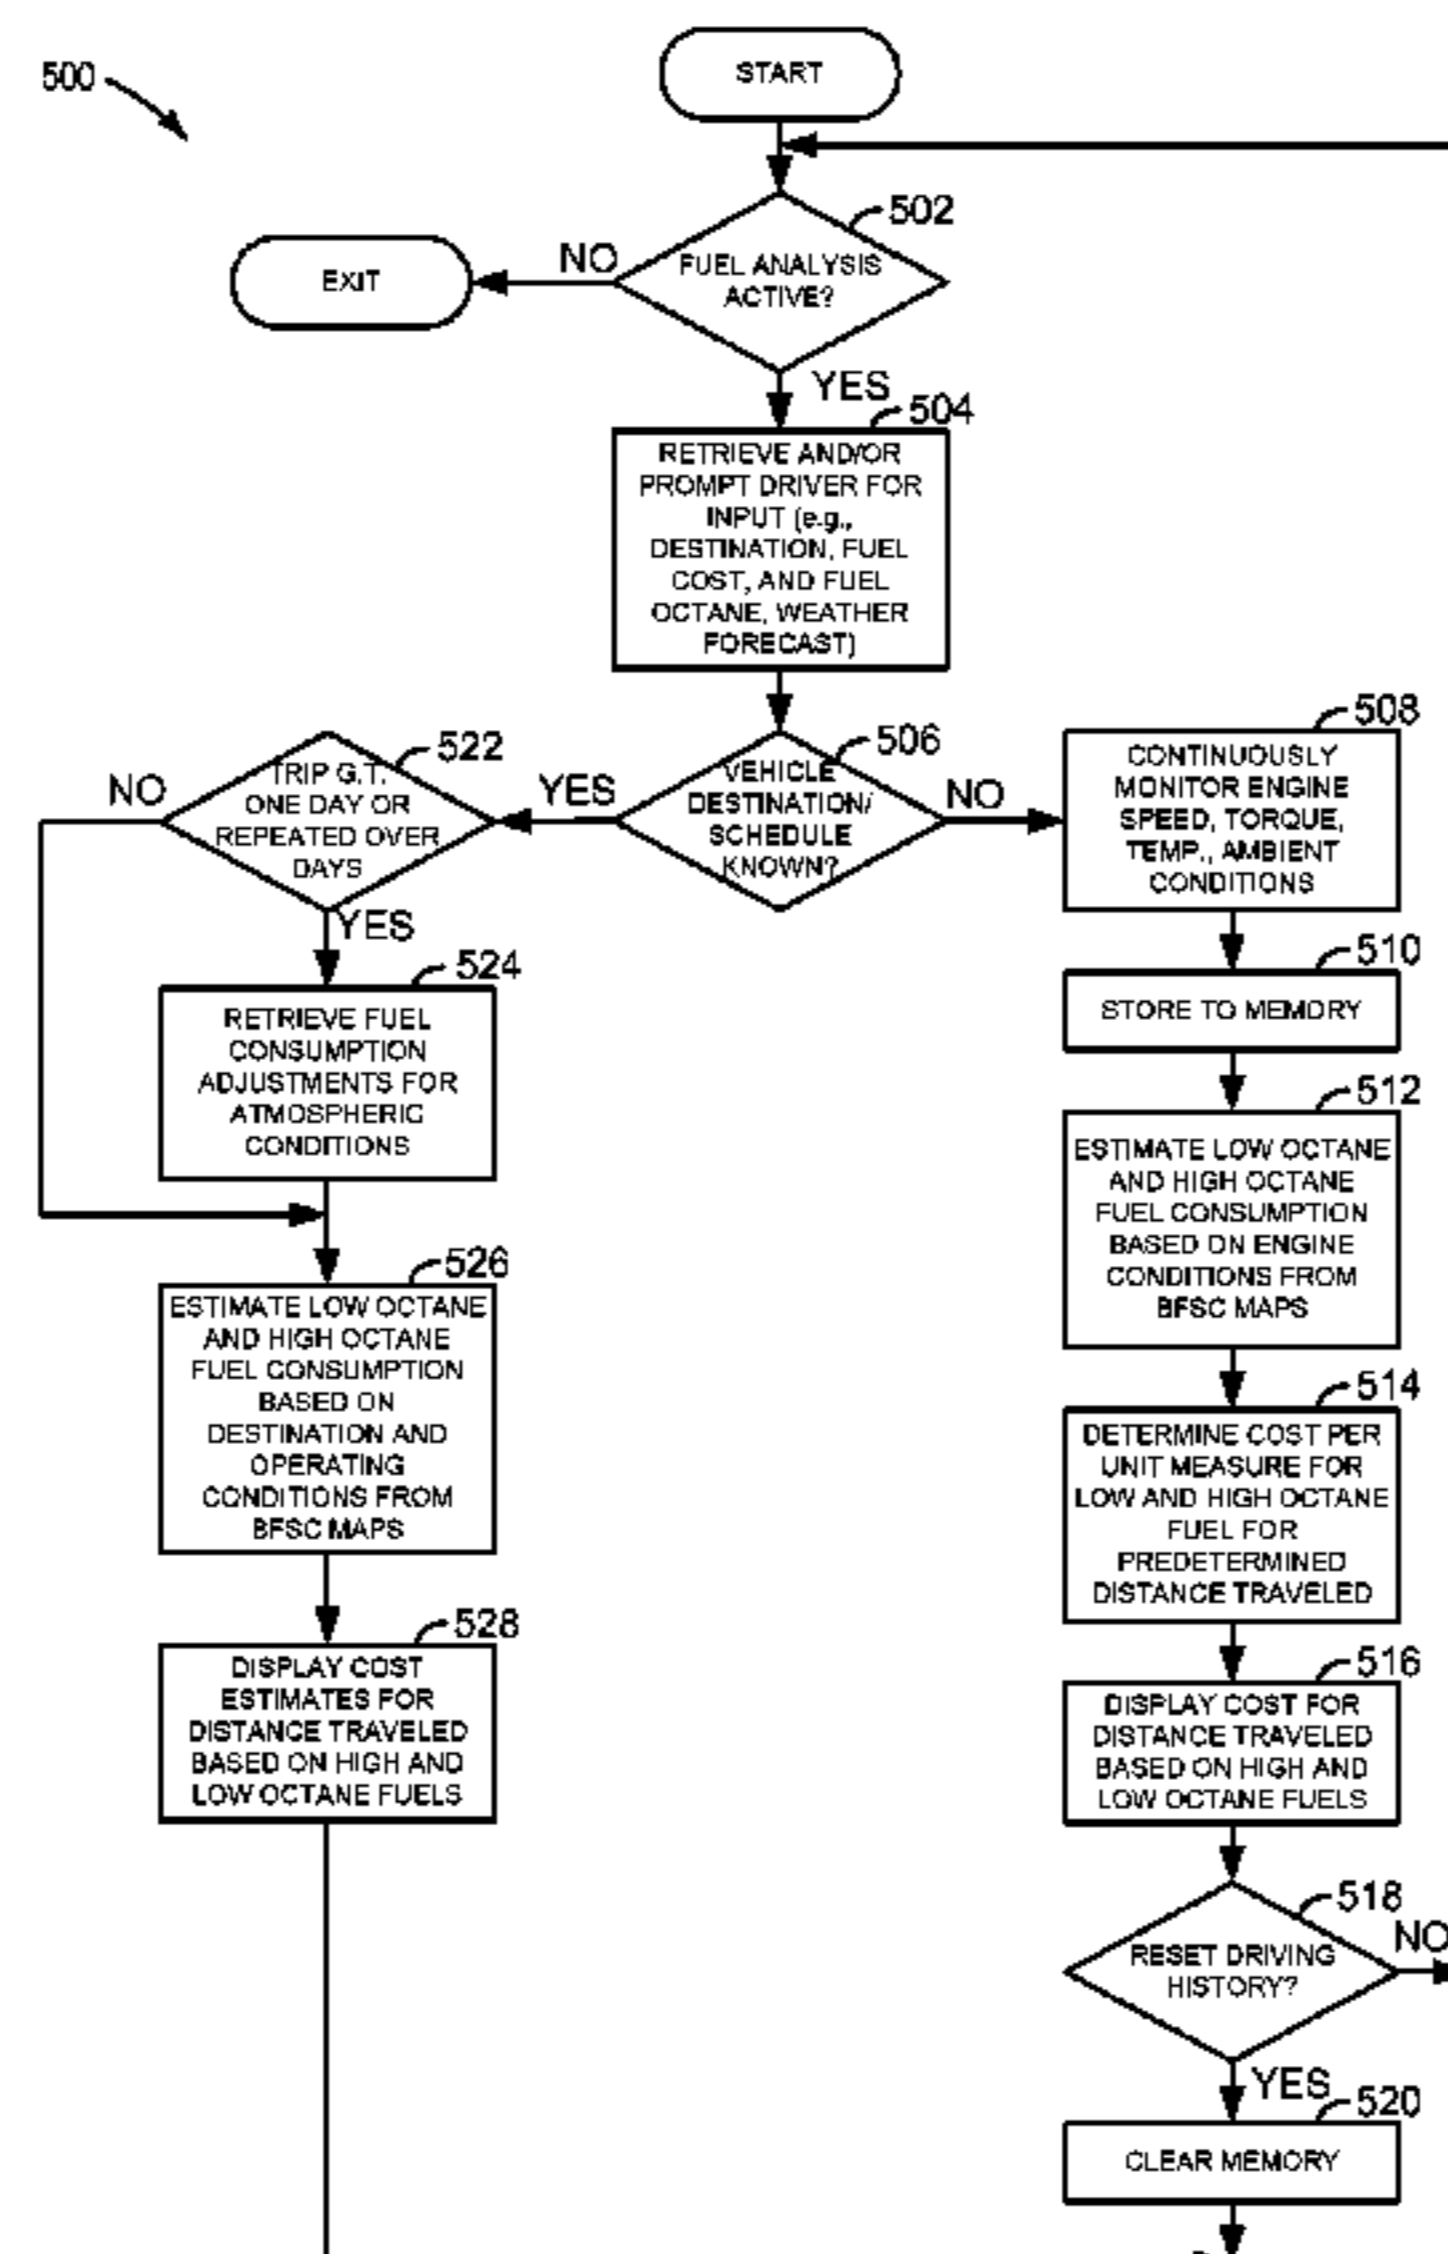 500
START
502
FUEL ANALYSIS
ACTIVE?
NO
EXIT
YES
504
RETRIEVE AND/OR
PROMPT DRIVER FOR
INPUT (e.g.,
DESTINATION, FUEL
COST, AND FUEL
OCTANE, WEATHER
FORECAST)
506
VEHICLE
DESTINATION/
SCHEDULE
KNOWN?
YES
NO
522
TRIP G.T.
ONE DAY OR
REPEATED OVER
DAYS
NO
YES
524
RETRIEVE FUEL
CONSUMPTION
ADJUSTMENTS FOR
ATMOSPHERIC
CONDITIONS
526
ESTIMATE LOW OCTANE
AND HIGH OCTANE
FUEL CONSUMPTION
BASED ON
DESTINATION AND
OPERATING
CONDITIONS FROM
BFSC MAPS
528
DISPLAY COST
ESTIMATES FOR
DISTANCE TRAVELED
BASED ON HIGH AND
LOW OCTANE FUELS
508
CONTINUOUSLY
MONITOR ENGINE
SPEED, TORQUE,
TEMP., AMBIENT
CONDITIONS
510
STORE TO MEMORY
512
ESTIMATE LOW OCTANE
AND HIGH OCTANE
FUEL CONSUMPTION
BASED ON ENGINE
CONDITIONS FROM
BFSC MAPS
514
DETERMINE COST PER
UNIT MEASURE FOR
LOW AND HIGH OCTANE
FUEL FOR
PREDETERMINED
DISTANCE TRAVELED
516
DISPLAY COST FOR
DISTANCE TRAVELED
BASED ON HIGH AND
LOW OCTANE FUELS
518
RESET DRIVING
HISTORY?
NO
YES
520
CLEAR MEMORY